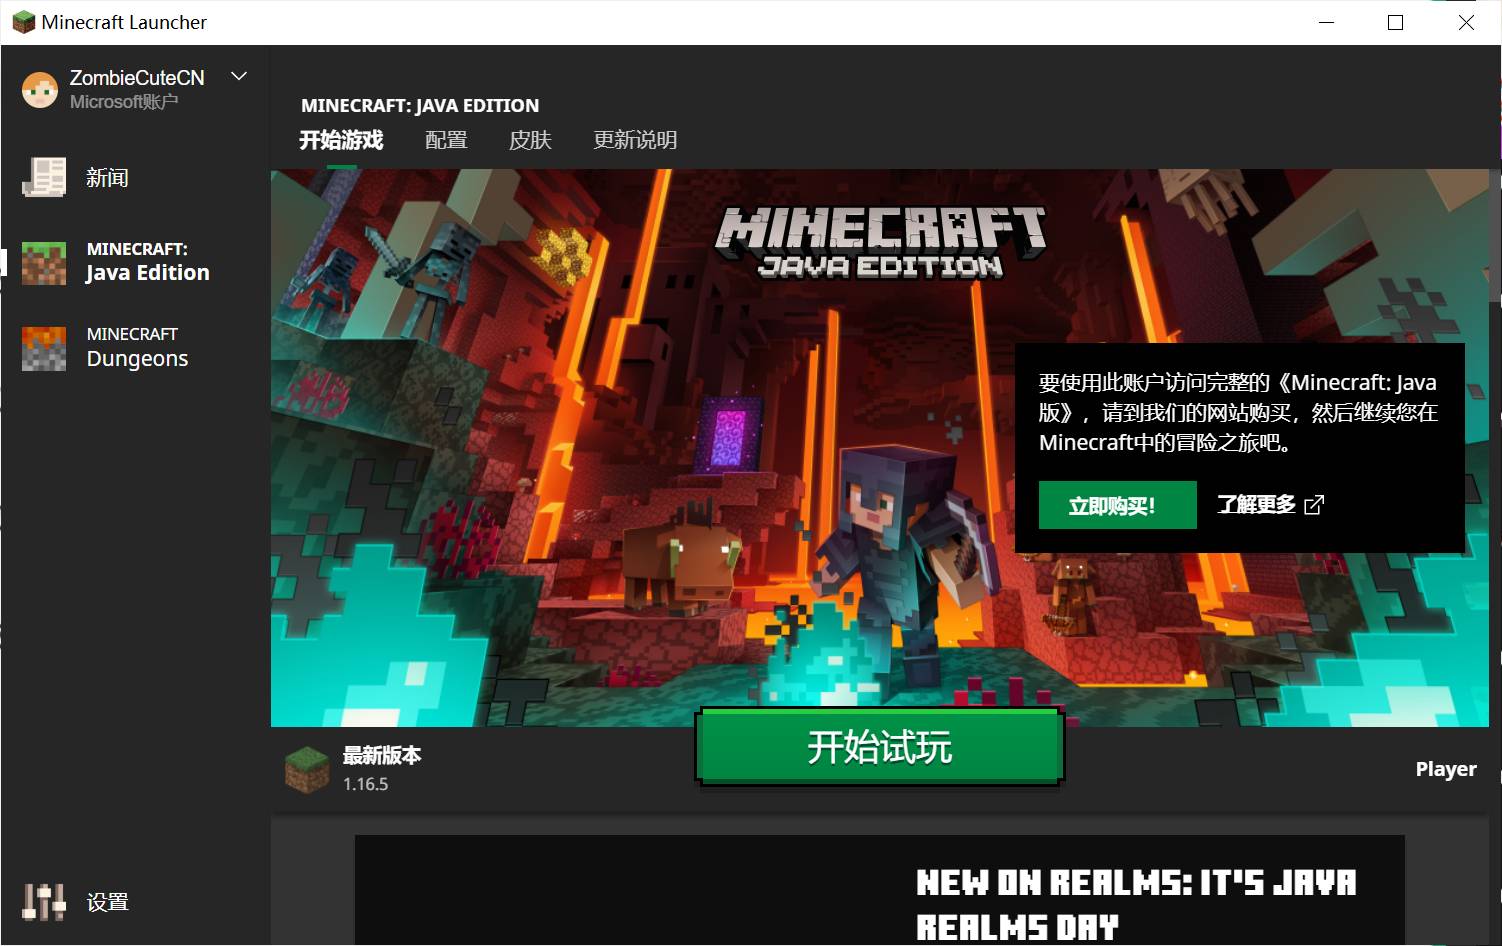 Minecraft Launcher
ZombieCuteCN
Microsoft账户
新闻
MINECRAFT:
Java Edition
MINECRAFT
Dungeons
设置
MINECRAFT: JAVA EDITION
开始游戏 配置 皮肤 更新说明
MINECRAFT
JAVA EDITION
要使用此账户访问完整的《Minecraft: Java
版》，请到我们的网站购买，然后继续您在
Minecraft中的冒险之旅吧。
立即购买! 了解更多
最新版本
1.16.5
开始试玩
Player
NEW ON REALMS: IT'S JAVA
REALMS DAY